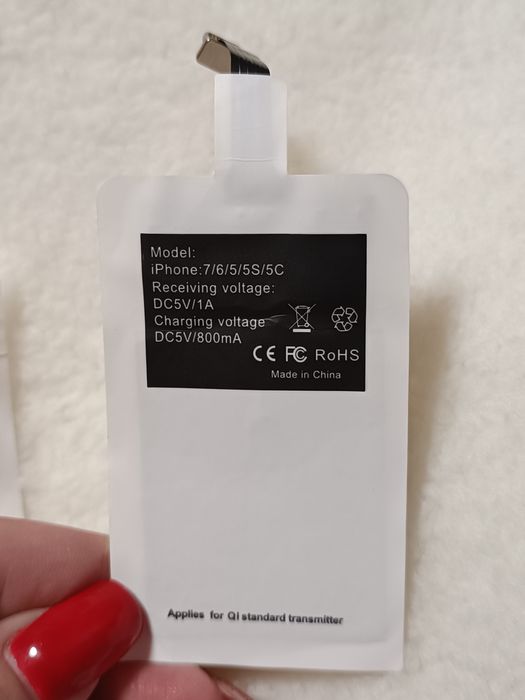 Model:
iPhone:7/6/5/5S/5C
Receiving voltage:
DC5V/1A
Charging voltage
DC5V/800mA
CE FC RoHS
Made in China
Applies for QI standard transmitter